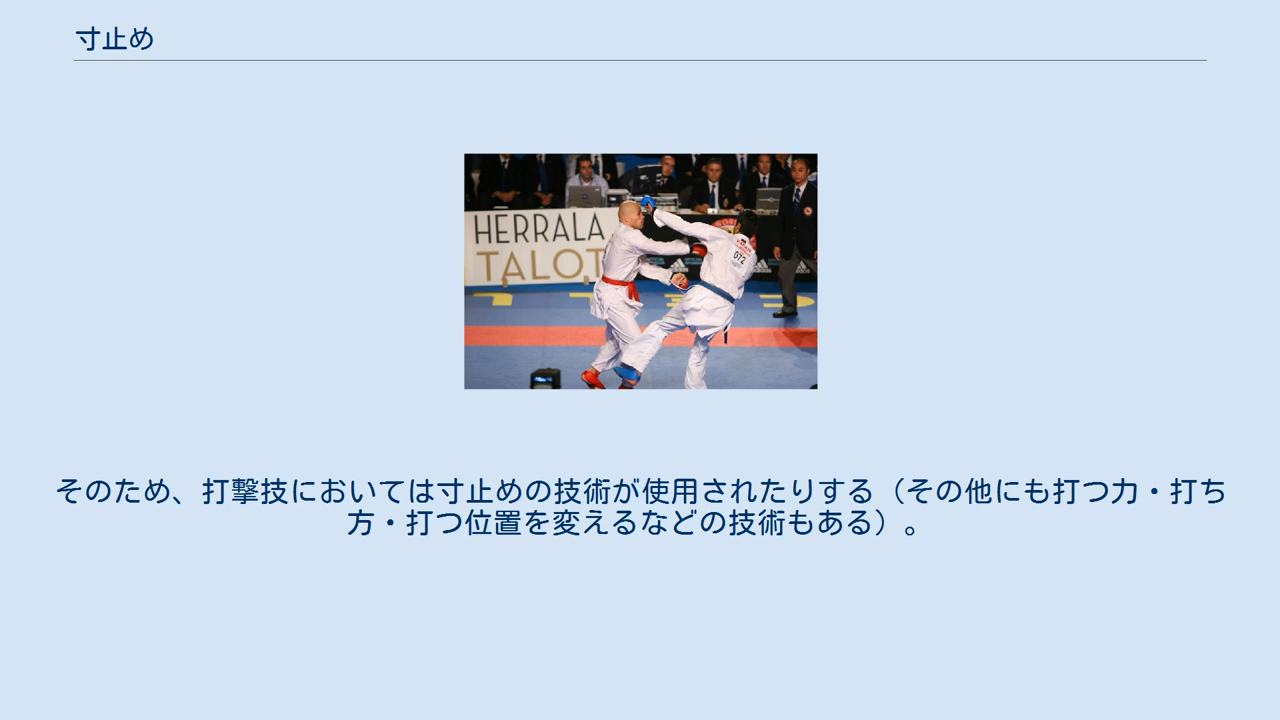 寸止め
HERRALA
TALOT
072
adidas
そのため、打撃技においては寸止めの技術が使用されたりする（その他にも打つ力・打ち
方・打つ位置を変えるなどの技術もある）。